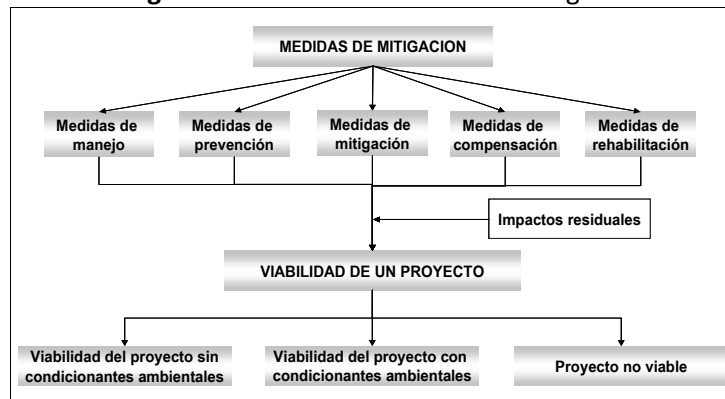 MEDIDAS DE MITIGACION
Medidas de
manejo
Medidas de
prevención
Medidas de
mitigación
Medidas de
compensación
Medidas de
rehabilitación
Impactos residuales
VIABILIDAD DE UN PROYECTO
Viabilidad del proyecto sin
condicionantes ambientales
Viabilidad del proyecto con
condicionantes ambientales
Proyecto no viable